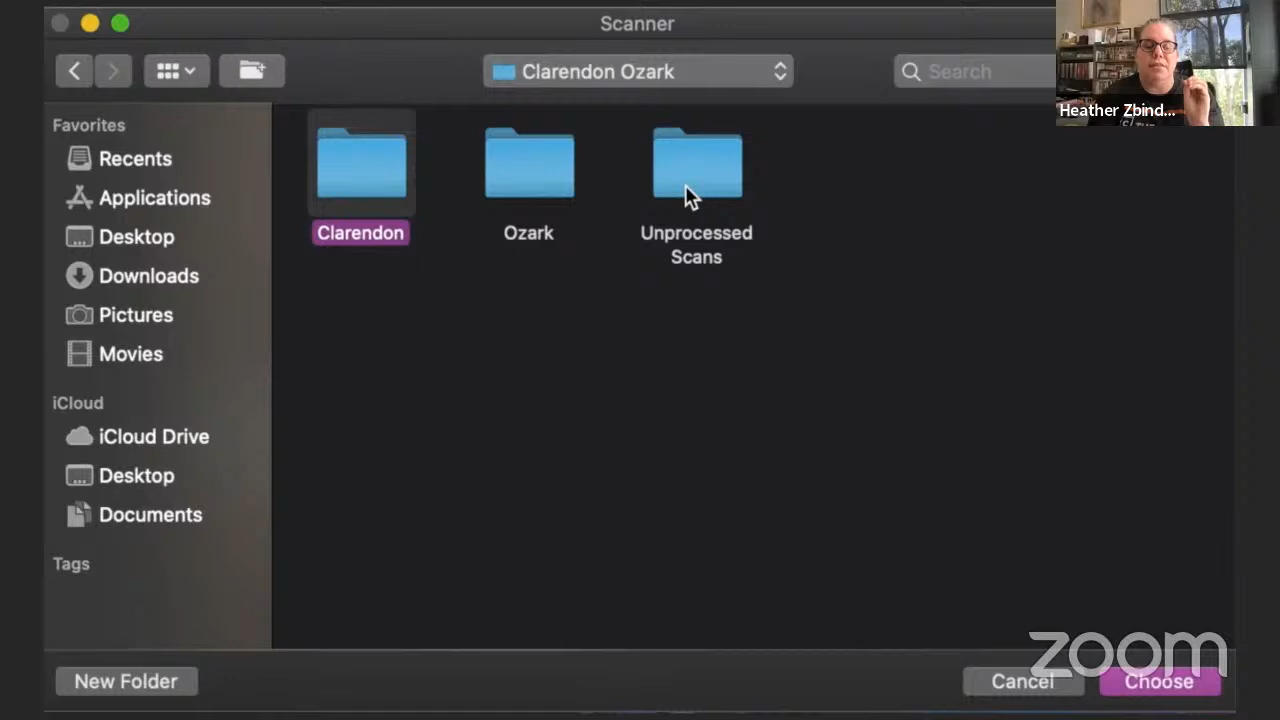 Scanner
Clarendon Ozark
Search
Heather Zbind...
Favorites
Recents
Applications
Desktop
Downloads
Pictures
Movies
iCloud
iCloud Drive
Desktop
Documents
Tags
Clarendon
Ozark
Unprocessed
Scans
New Folder
Cancel
Choose
zoom